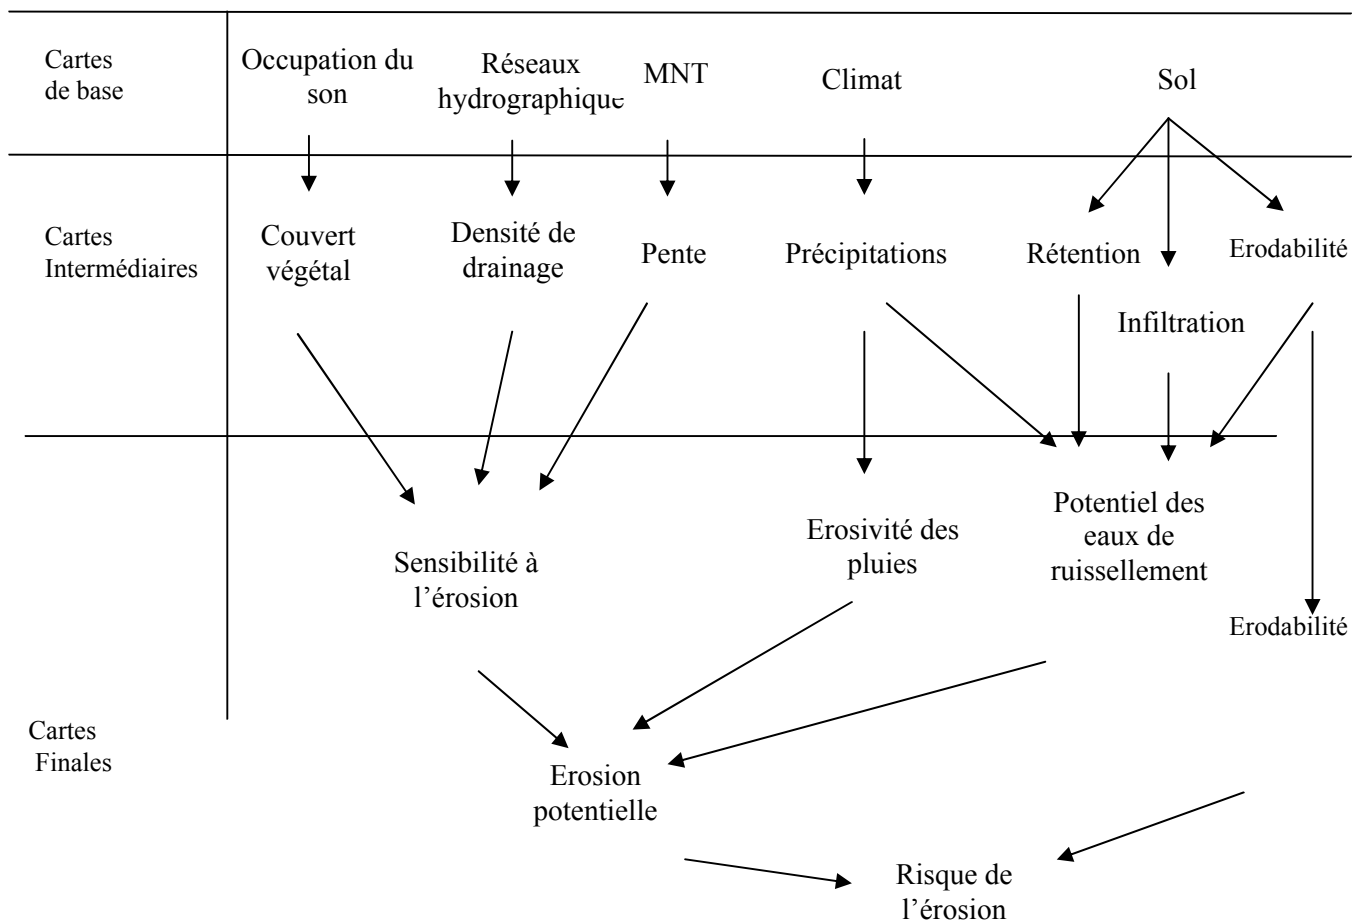 Cartes
de base
Occupation du
son
Réseaux
hydrographique
MNT
Climat
Sol
Cartes
Intermédiaires
Couvert
végétal
Densité de
drainage
Pente
Précipitations
Rétention
Erodabilité
Infiltration
Cartes
Finales
Sensibilité à
l’érosion
Erosivité des
pluies
Potentiel des
eaux de
ruissellement
Erodabilité
Erosion
potentielle
Risque de
l’érosion